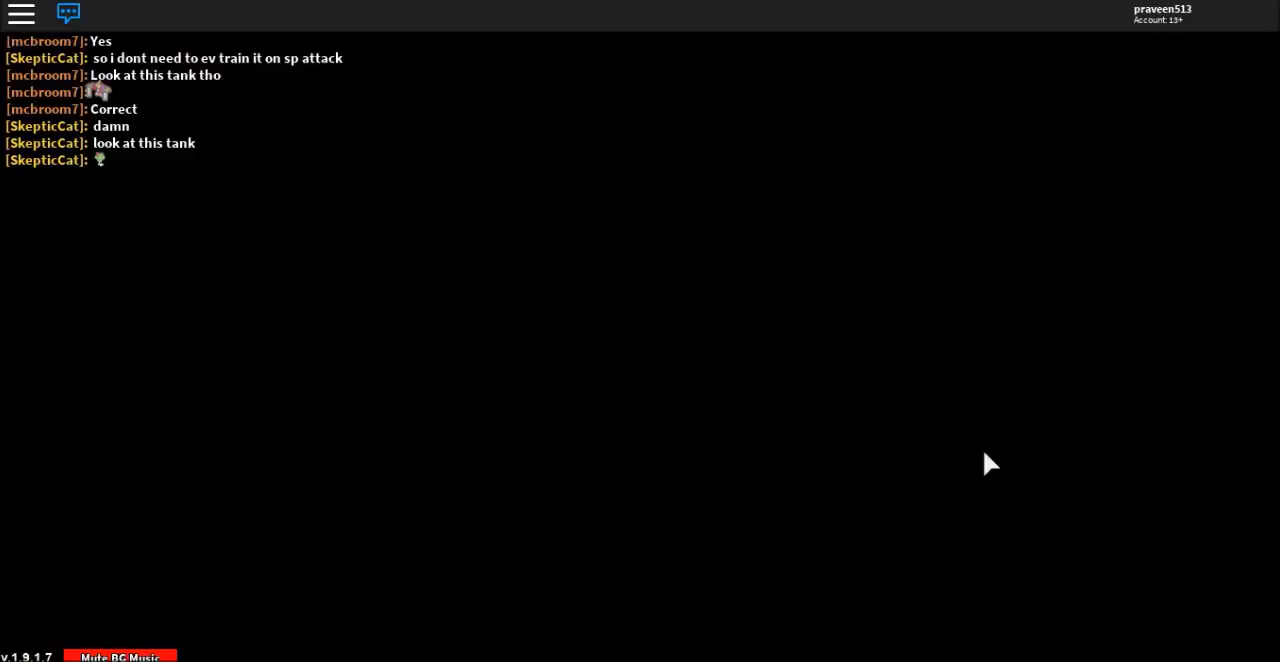 praveen513
Account: 13+
[mcbroom7]: Yes
[SkepticCat]: so i dont need to ev train it on sp attack
[mcbroom7]: Look at this tank tho
[mcbroom7]:
[mcbroom7]: Correct
[SkepticCat]: damn
[SkepticCat]: look at this tank
[SkepticCat]:
v.1.9.1.7
Mute BG Music